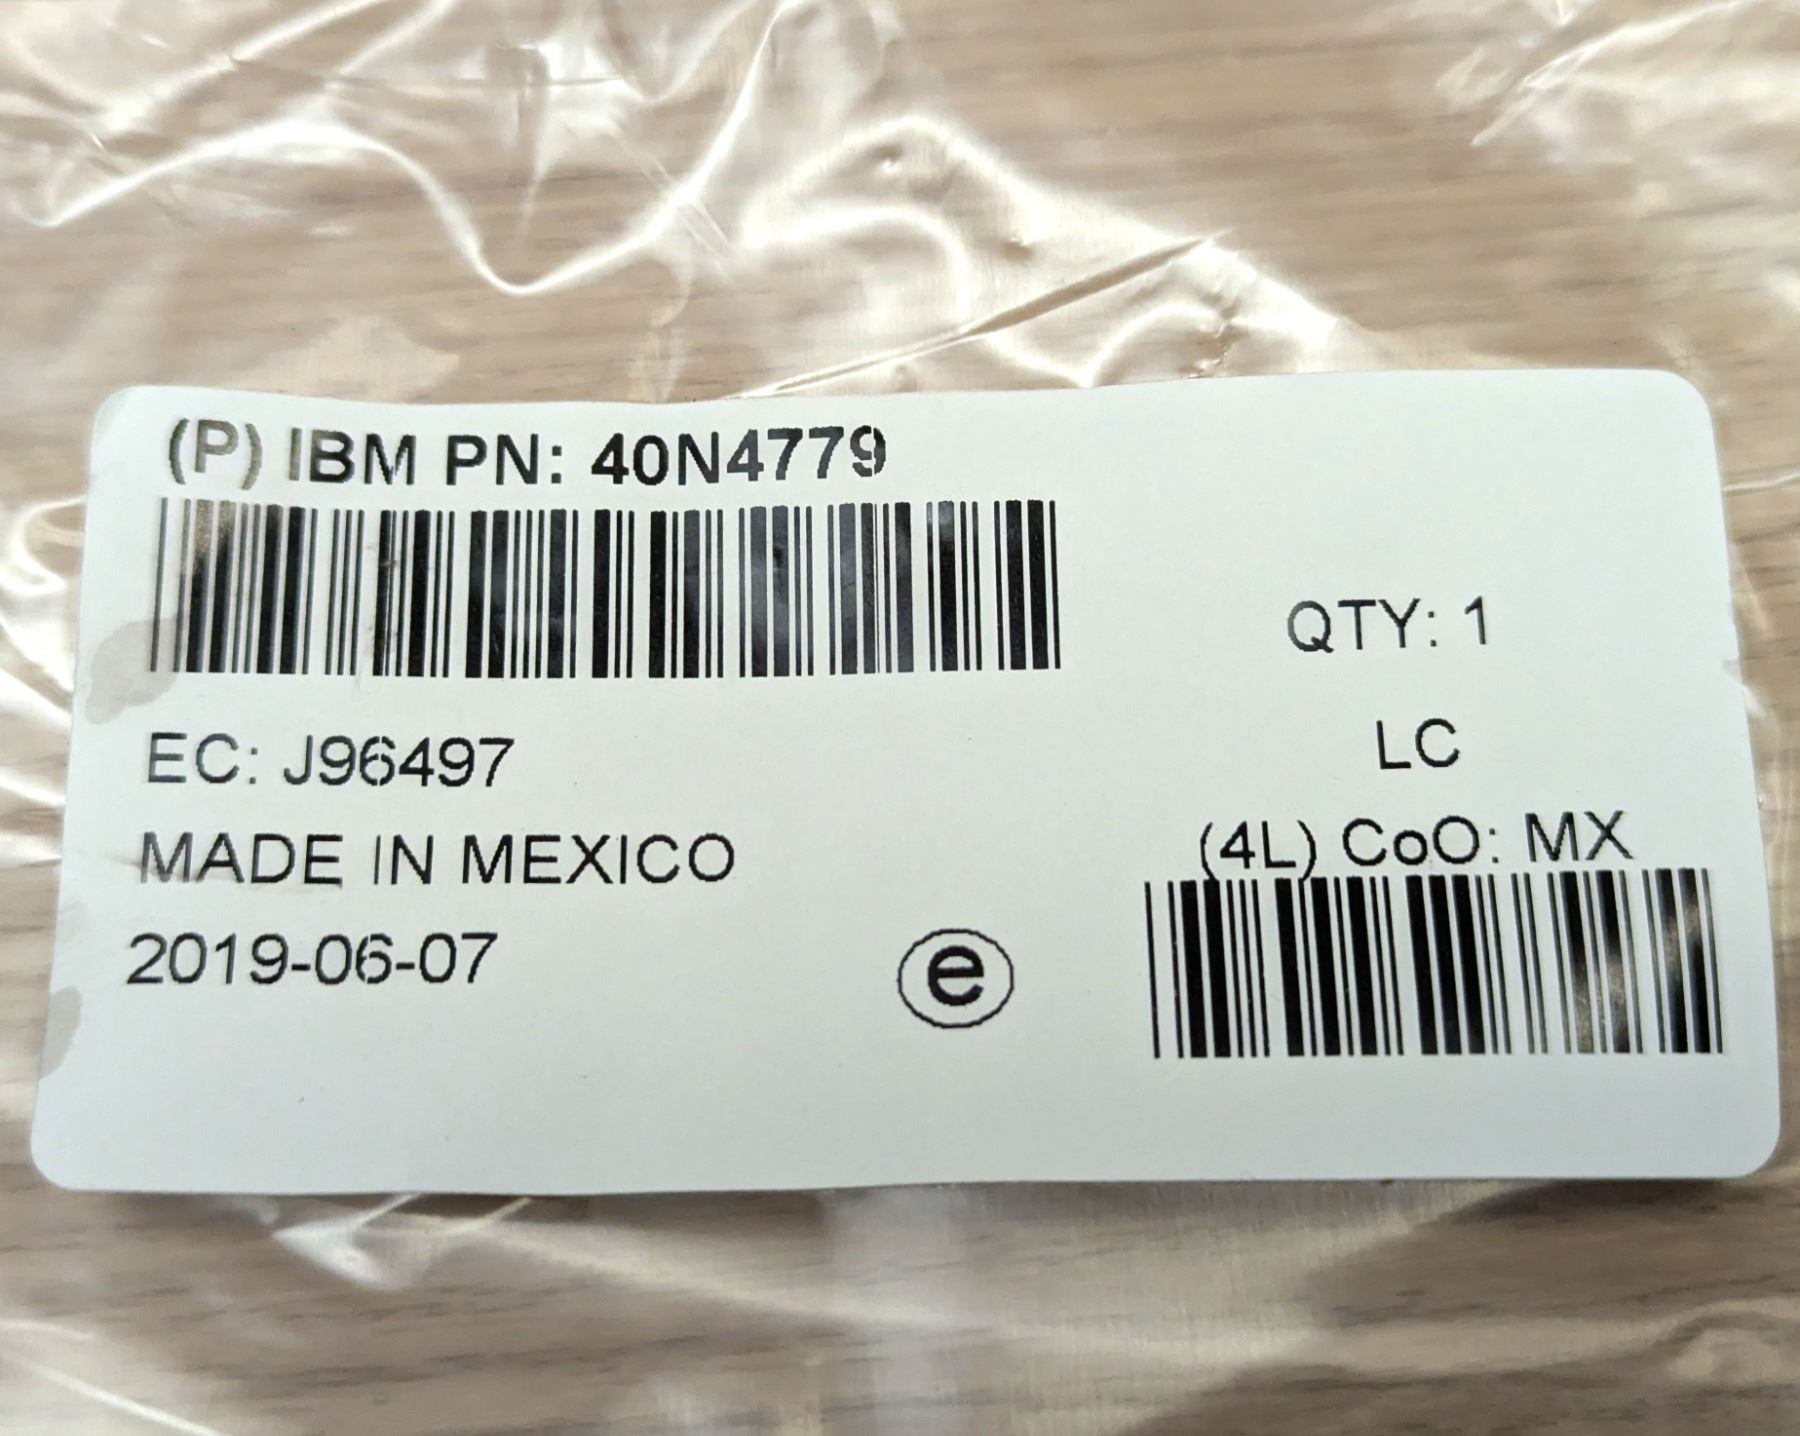 (P) IBM PN: 40N4779
QTY: 1
EC: J96497
LC
MADE IN MEXICO
(4L) CoO: MX
2019-06-07
e